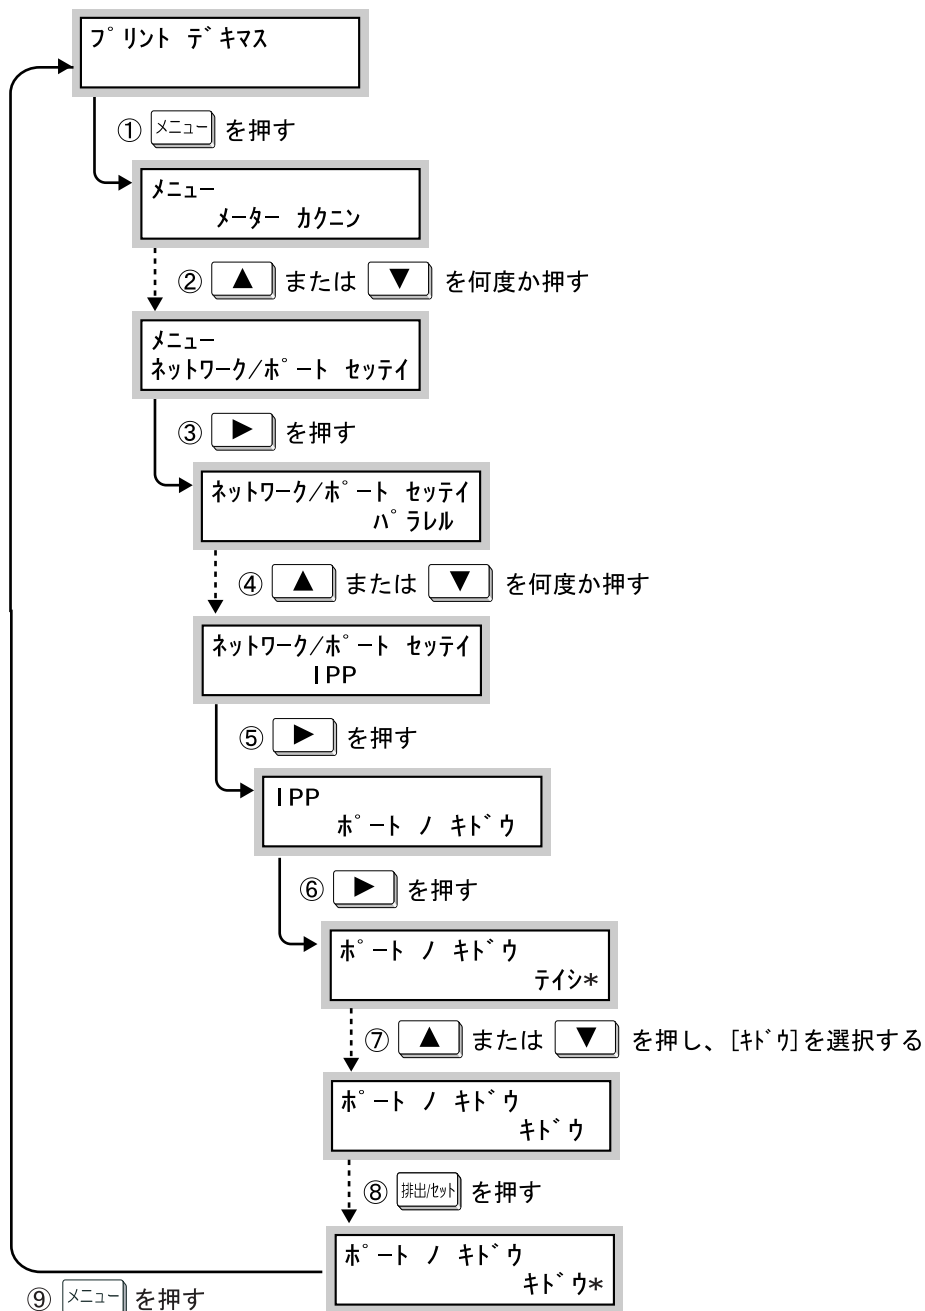 プリント デキマス
① メニュー を押す
メニュー
メーター カクニン
② ▲ または ▼ を何度か押す
メニュー
ネットワーク/ポート セッテイ
③ ▶ を押す
ネットワーク/ポート セッテイ
パラレル
④ ▲ または ▼ を何度か押す
ネットワーク/ポート セッテイ
IPP
⑤ ▶ を押す
IPP
ポート ノ キドウ
⑥ ▶ を押す
ポート ノ キドウ
テイシ*
⑦ ▲ または ▼ を押し、[キドウ]を選択する
ポート ノ キドウ
キドウ
⑧ 排出/セット を押す
ポート ノ キドウ
キドウ*
⑨ メニュー を押す